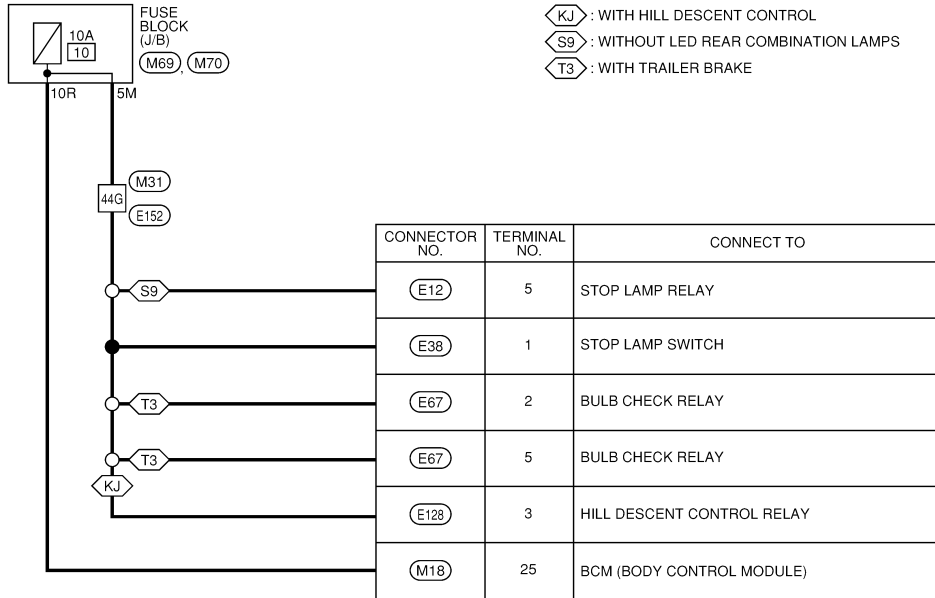 FUSE
BLOCK
(J/B)
10A
10
M69, M70
10R
5M
KJ : WITH HILL DESCENT CONTROL
S9 : WITHOUT LED REAR COMBINATION LAMPS
T3 : WITH TRAILER BRAKE
M31
44G
E152
CONNECTOR NO. TERMINAL NO. CONNECT TO
S9 E12 5 STOP LAMP RELAY
E38 1 STOP LAMP SWITCH
T3 E67 2 BULB CHECK RELAY
T3 E67 5 BULB CHECK RELAY
KJ
E128 3 HILL DESCENT CONTROL RELAY
M18 25 BCM (BODY CONTROL MODULE)